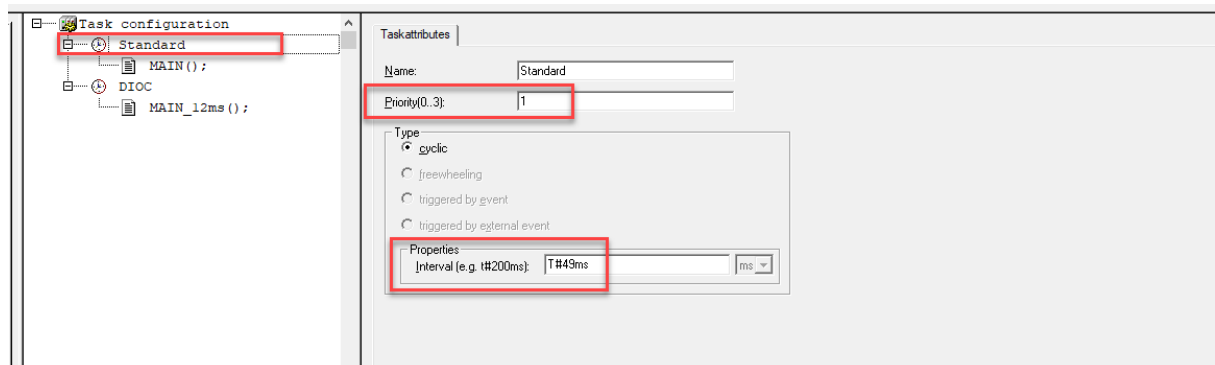 Task configuration
Standard
MAIN();
DIOC
MAIN_12ms();
Taskattributes
Name: Standard
Priority(0..3): 1
Type
cyclic
freewheeling
triggered by event
triggered by external event
Properties
Interval (e.g. t#200ms): T#49ms ms